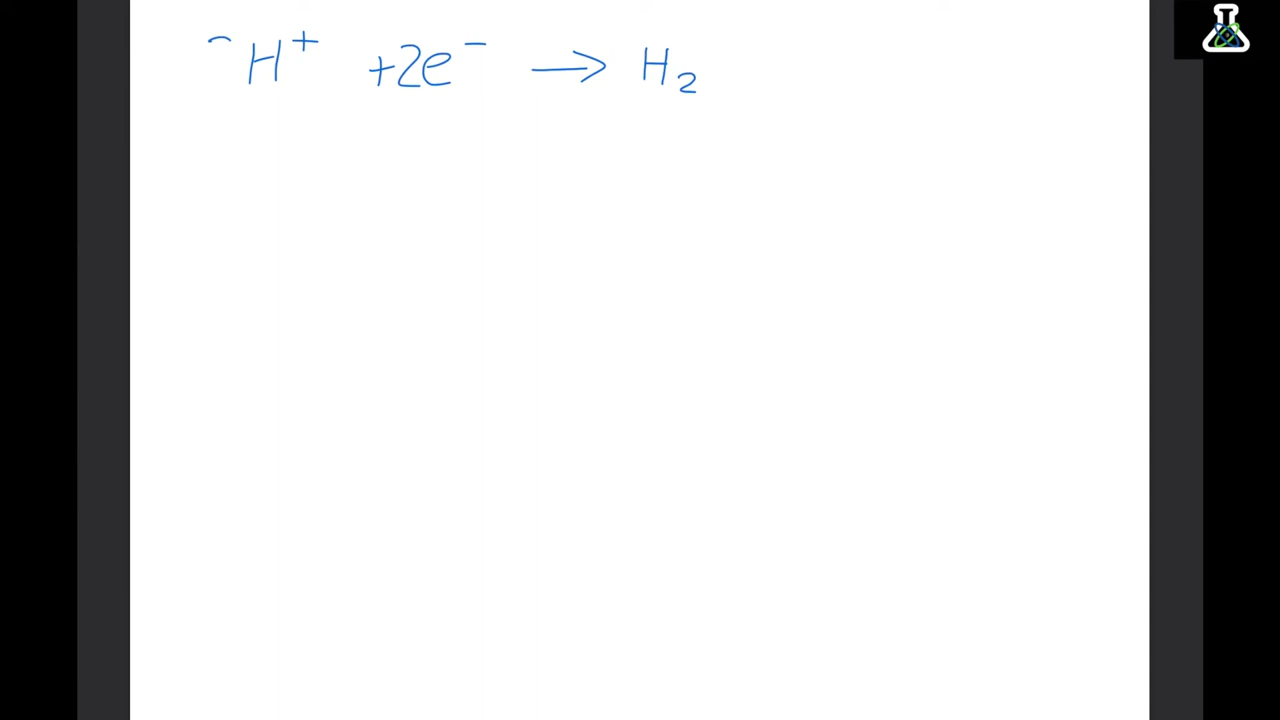 H⁺ +2e⁻ → H₂